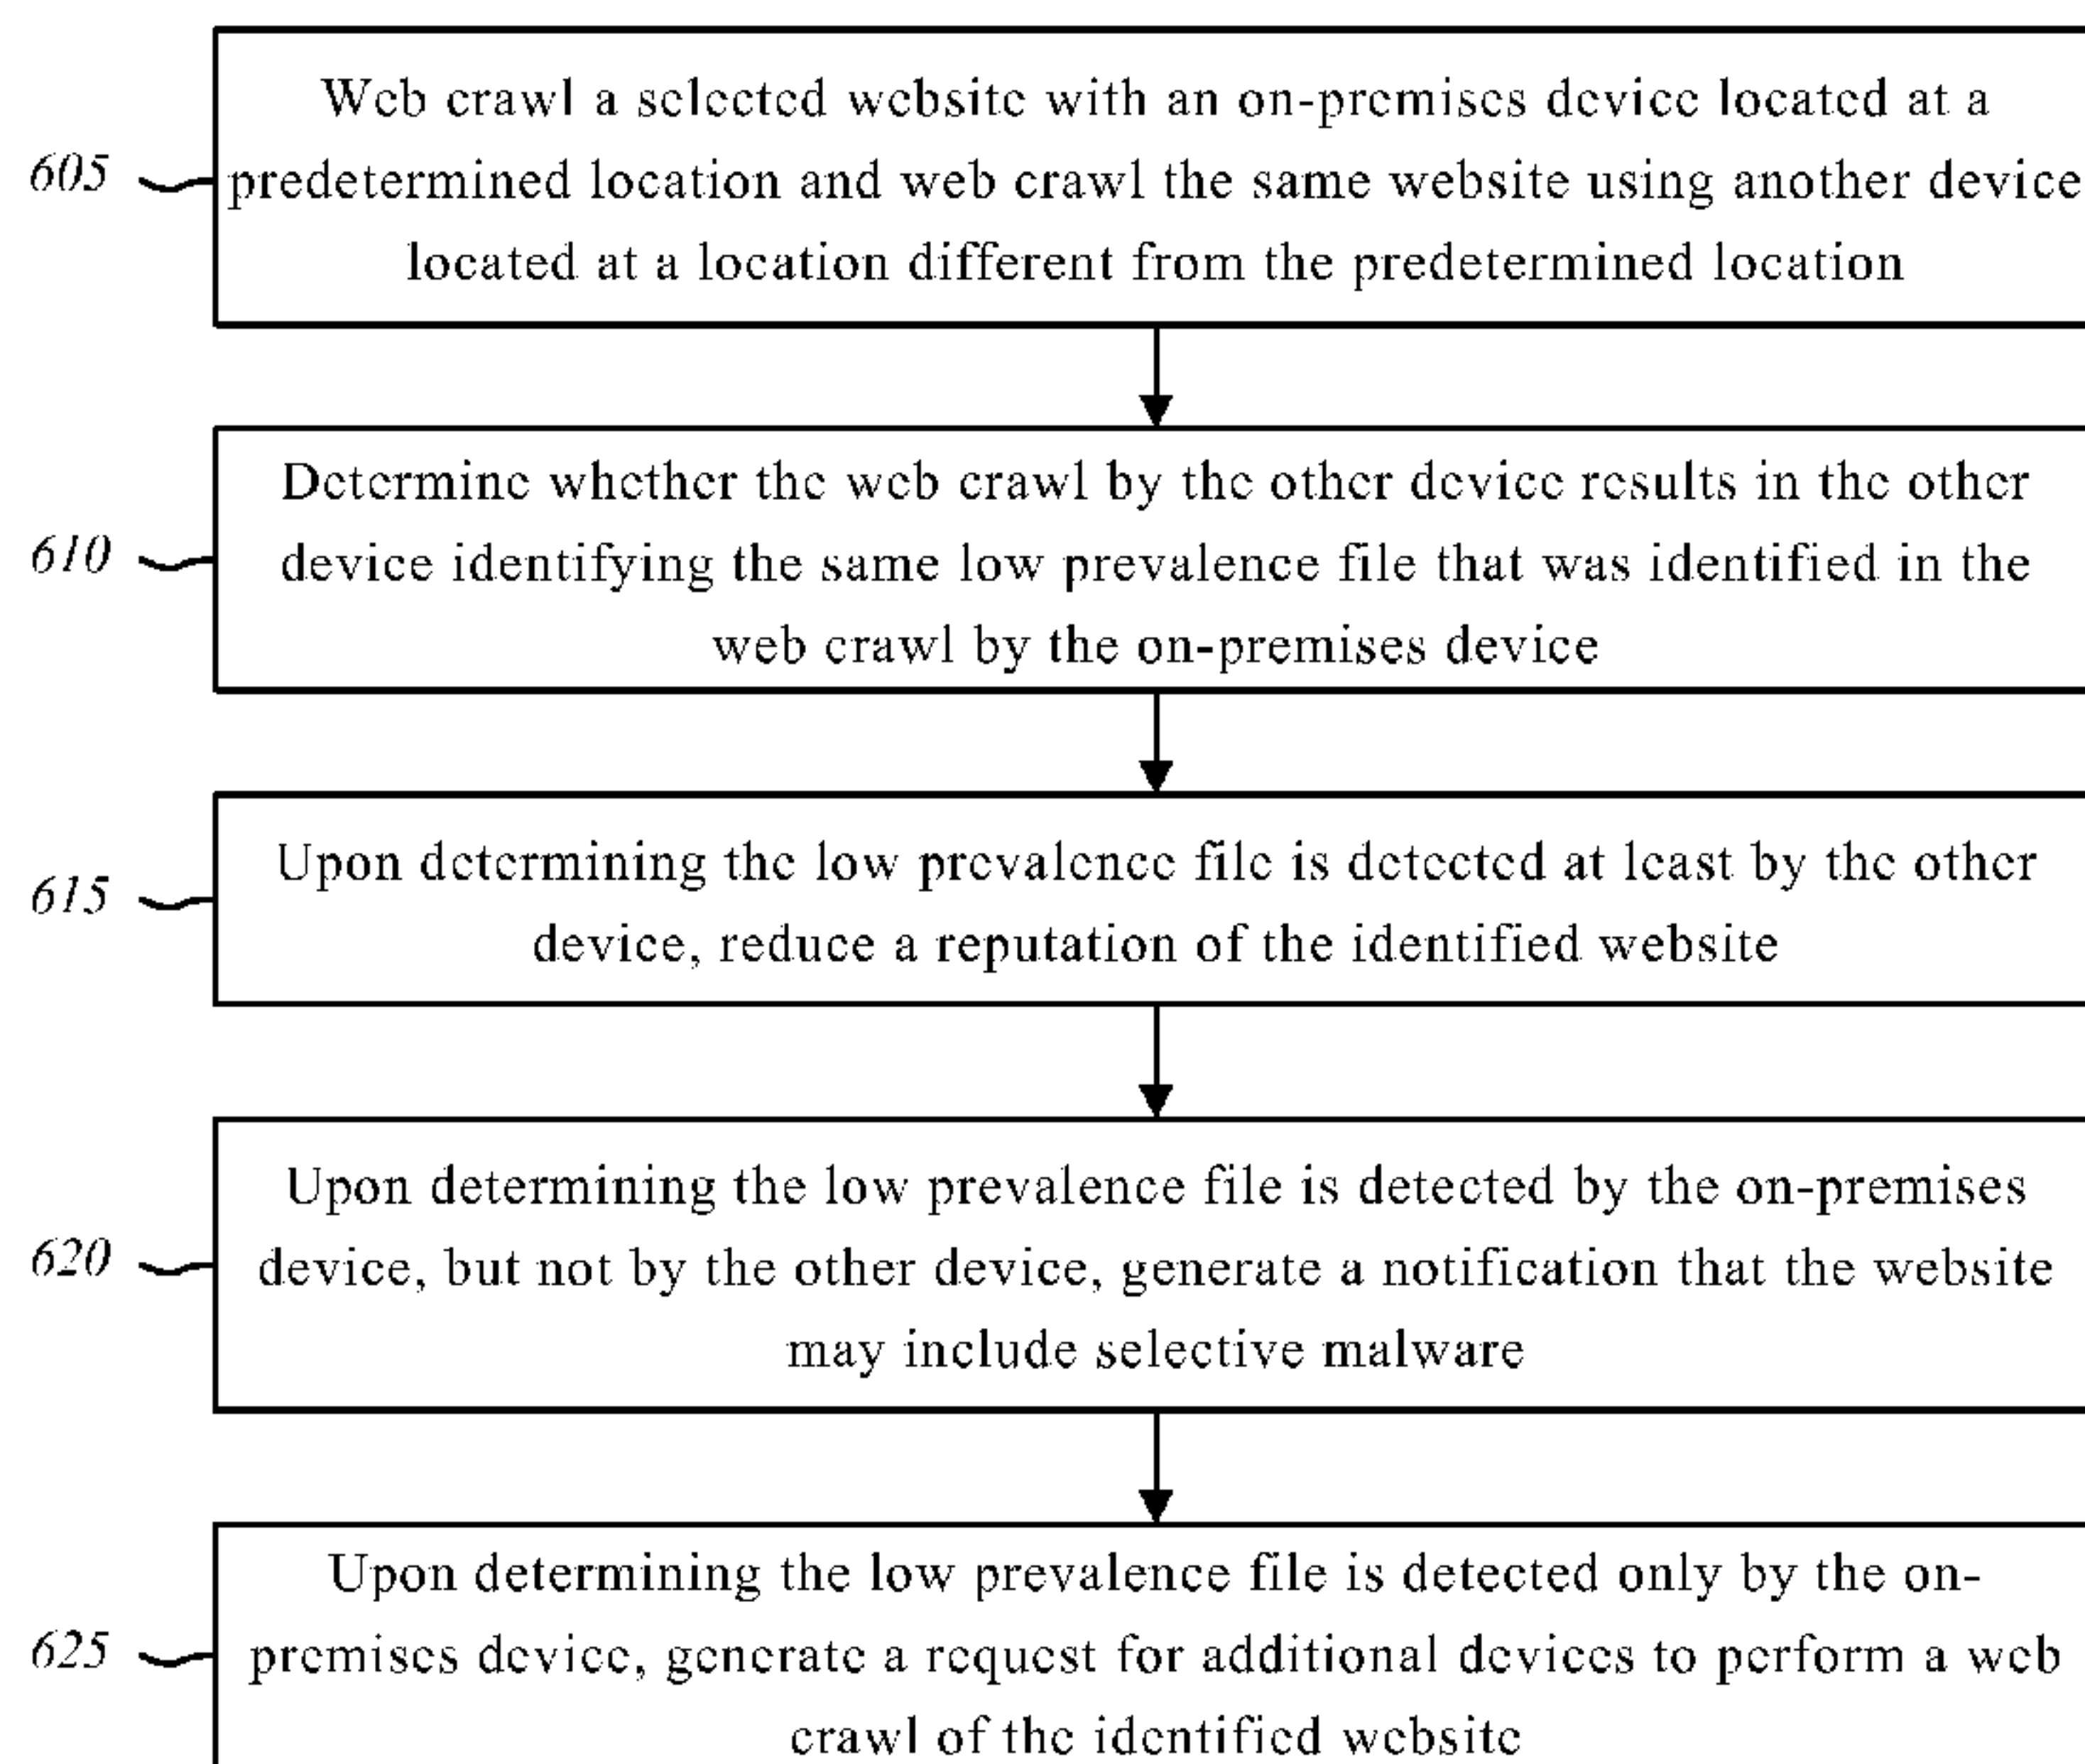 Web crawl a selected website with an on-premises device located at a
605
predetermined location and web crawl the same website using another device
located at a location different from the predetermined location
Determine whether the web crawl by the other device results in the other
610
device identifying the same low prevalence file that was identified in the
web crawl by the on-premises device
Upon determining the low prevalence file is detected at least by the other
615
device, reduce a reputation of the identified website
Upon determining the low prevalence file is detected by the on-premises
620
device, but not by the other device, generate a notification that the website
may include selective malware
Upon determining the low prevalence file is detected only by the on-
625
premises device, generate a request for additional devices to perform a web
crawl of the identified website